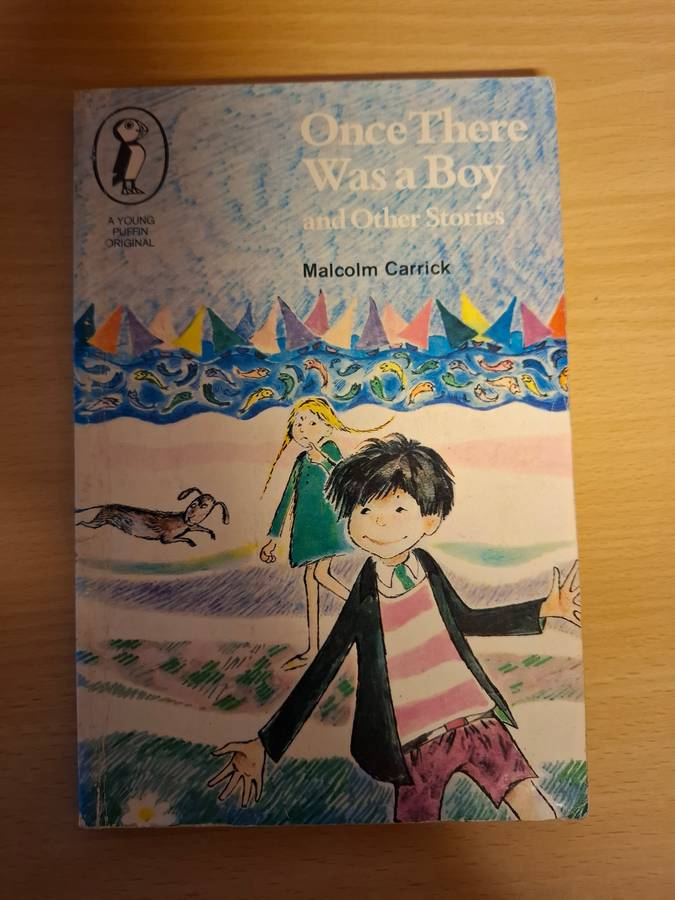 Once There
Was a Boy
and Other Stories
Malcolm Carrick
A YOUNG
PUFFIN
ORIGINAL